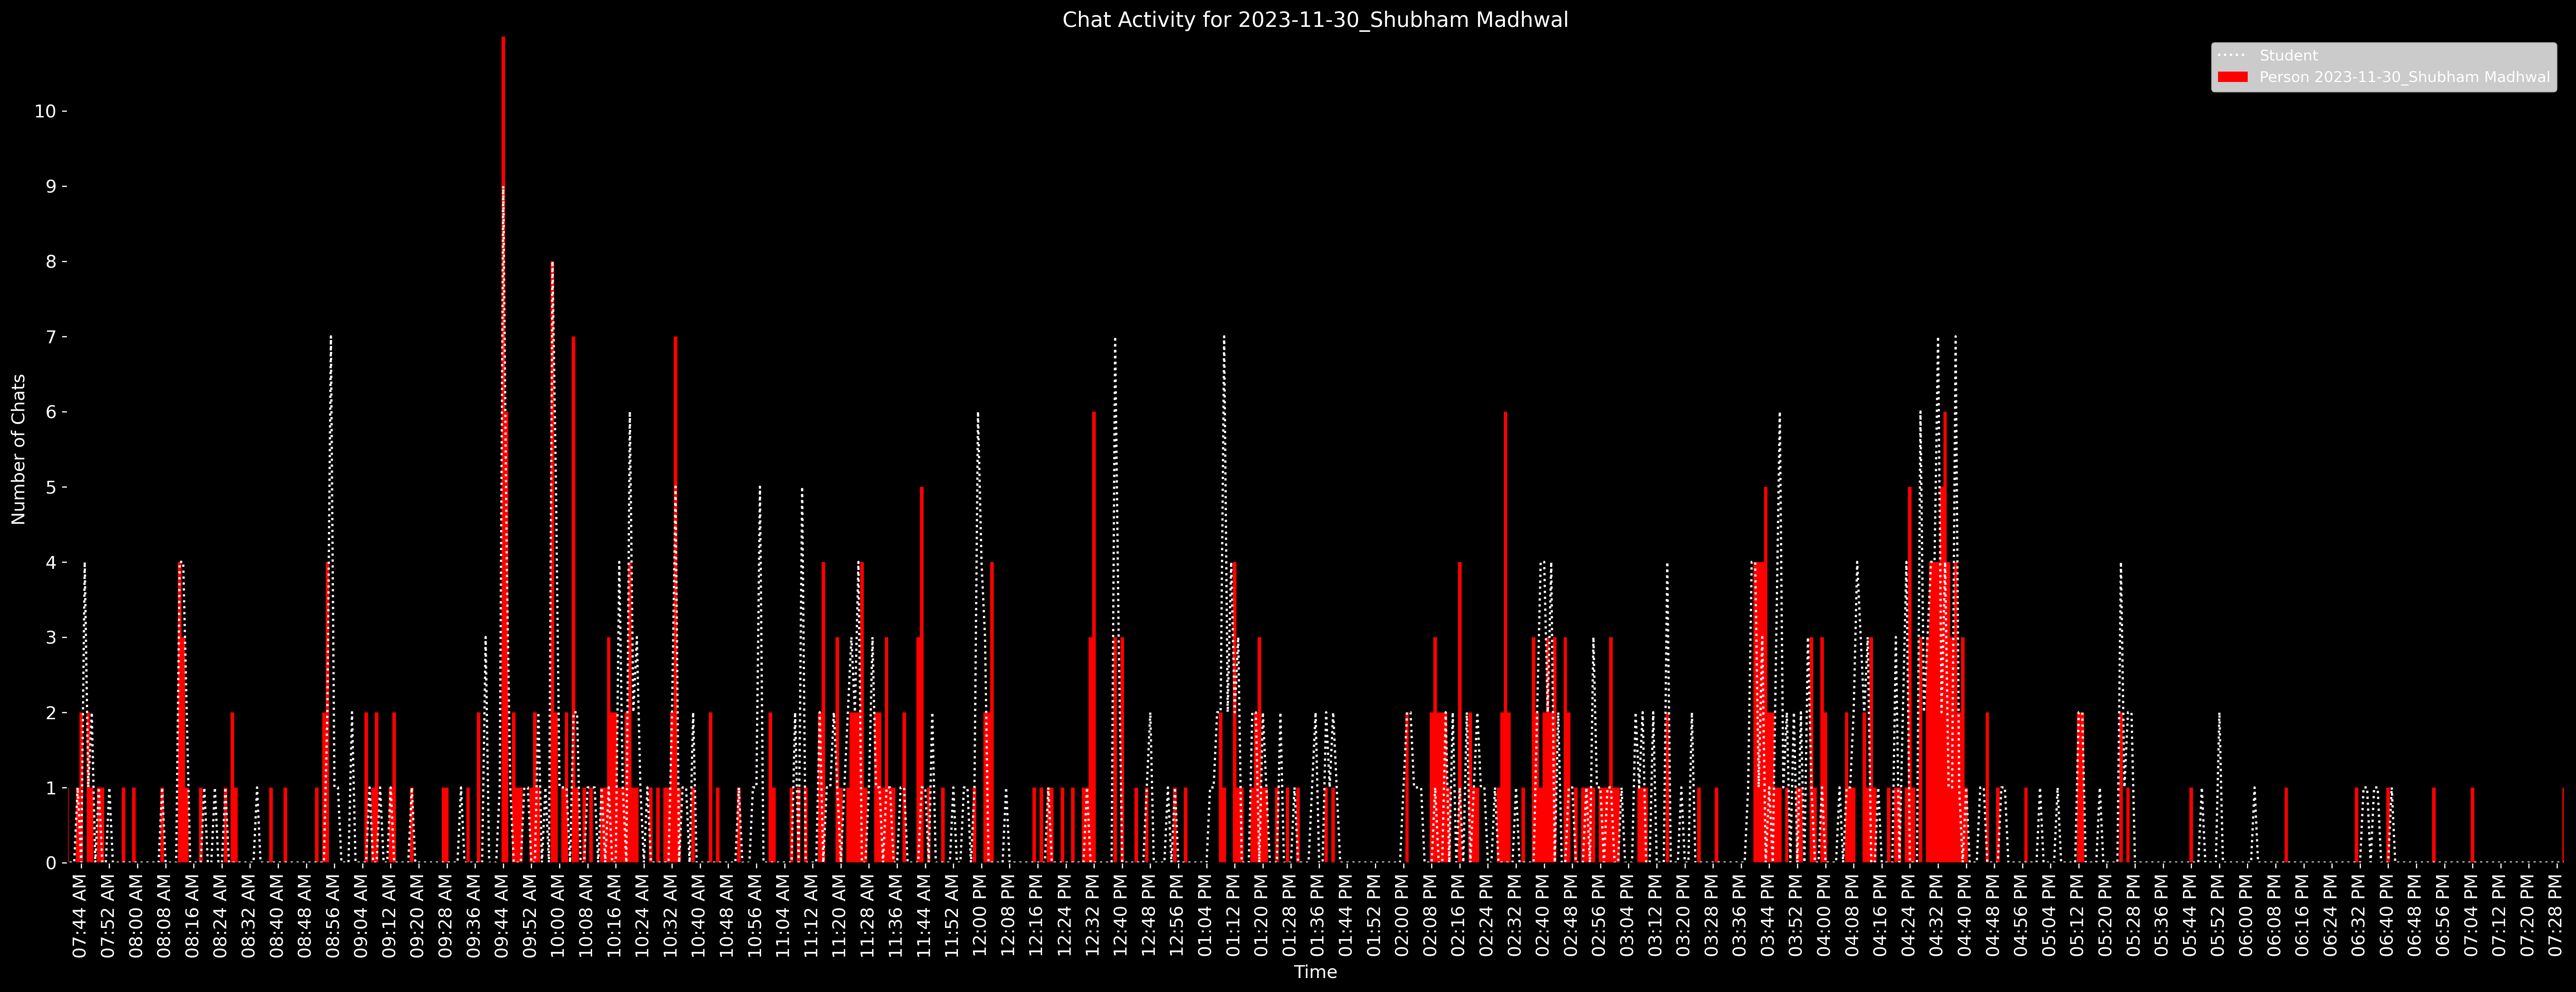 Chat Activity for 2023-11-30_Shubham Madhwal
Student
Person 2023-11-30_Shubham Madhwal
Number of Chats
10
9
8
7
6
5
4
3
2
1
0
07:44 AM
07:52 AM
08:00 AM
08:08 AM
08:16 AM
08:24 AM
08:32 AM
08:40 AM
08:48 AM
08:56 AM
09:04 AM
09:12 AM
09:20 AM
09:28 AM
09:36 AM
09:44 AM
09:52 AM
10:00 AM
10:08 AM
10:16 AM
10:24 AM
10:32 AM
10:40 AM
10:48 AM
10:56 AM
11:04 AM
11:12 AM
11:20 AM
11:28 AM
11:36 AM
11:44 AM
11:52 AM
12:00 PM
12:08 PM
12:16 PM
12:24 PM
12:32 PM
12:40 PM
12:48 PM
12:56 PM
01:04 PM
01:12 PM
01:20 PM
01:28 PM
01:36 PM
01:44 PM
01:52 PM
02:00 PM
02:08 PM
02:16 PM
02:24 PM
02:32 PM
02:40 PM
02:48 PM
02:56 PM
03:04 PM
03:12 PM
03:20 PM
03:28 PM
03:36 PM
03:44 PM
03:52 PM
04:00 PM
04:08 PM
04:16 PM
04:24 PM
04:32 PM
04:40 PM
04:48 PM
04:56 PM
05:04 PM
05:12 PM
05:20 PM
05:28 PM
05:36 PM
05:44 PM
05:52 PM
06:00 PM
06:08 PM
06:16 PM
06:24 PM
06:32 PM
06:40 PM
06:48 PM
06:56 PM
07:04 PM
07:12 PM
07:20 PM
07:28 PM
Time